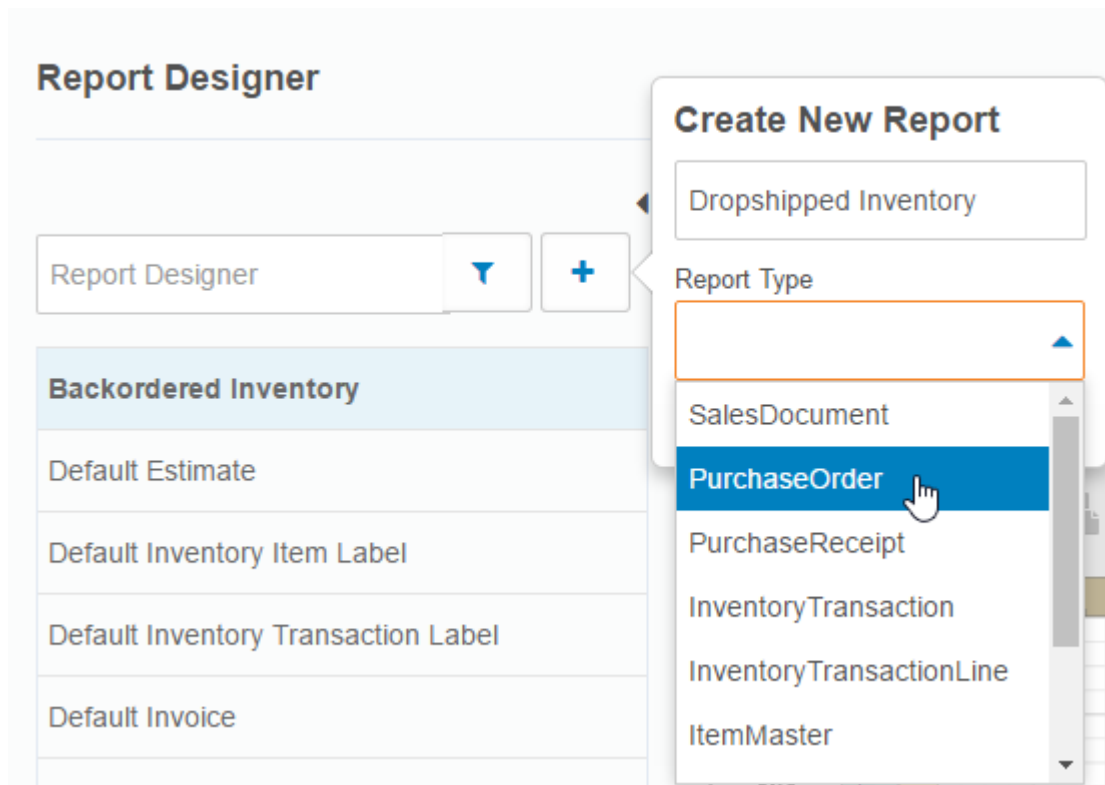 Report Designer
Report Designer
Backordered Inventory
Default Estimate
Default Inventory Item Label
Default Inventory Transaction Label
Default Invoice
Create New Report
Dropshipped Inventory
Report Type
SalesDocument
PurchaseOrder
PurchaseReceipt
InventoryTransaction
InventoryTransactionLine
ItemMaster